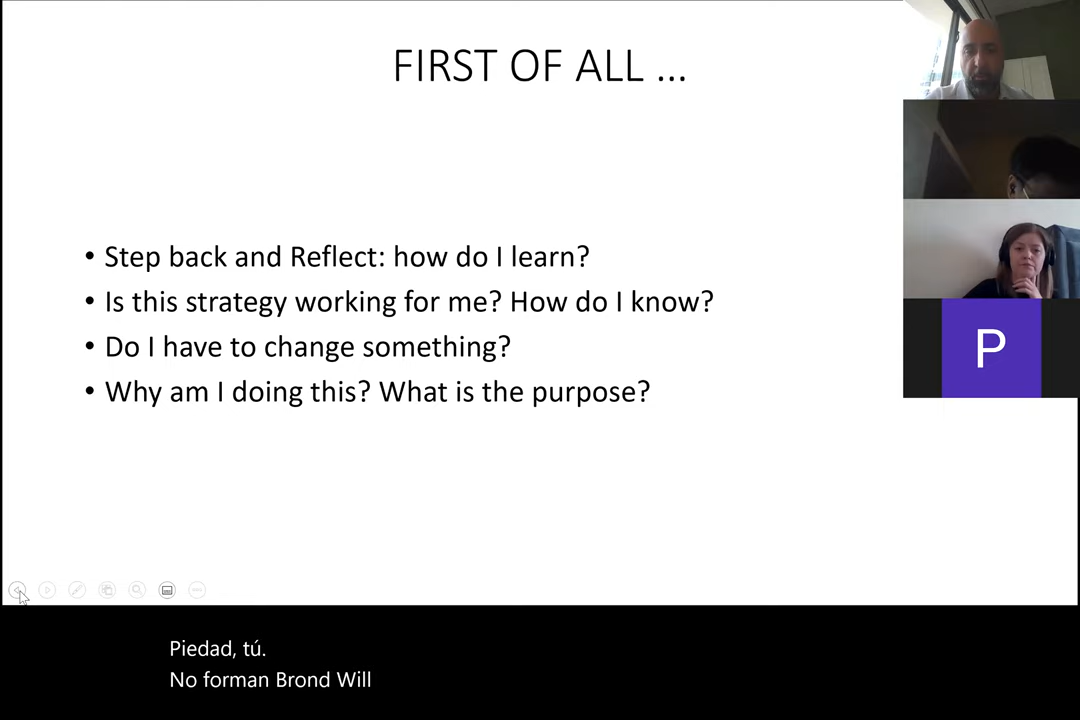 FIRST OF ALL ...
• Step back and Reflect: how do I learn?
• Is this strategy working for me? How do I know?
• Do I have to change something?
• Why am I doing this? What is the purpose?
P
Piedad, tú.
No forman Brond Will